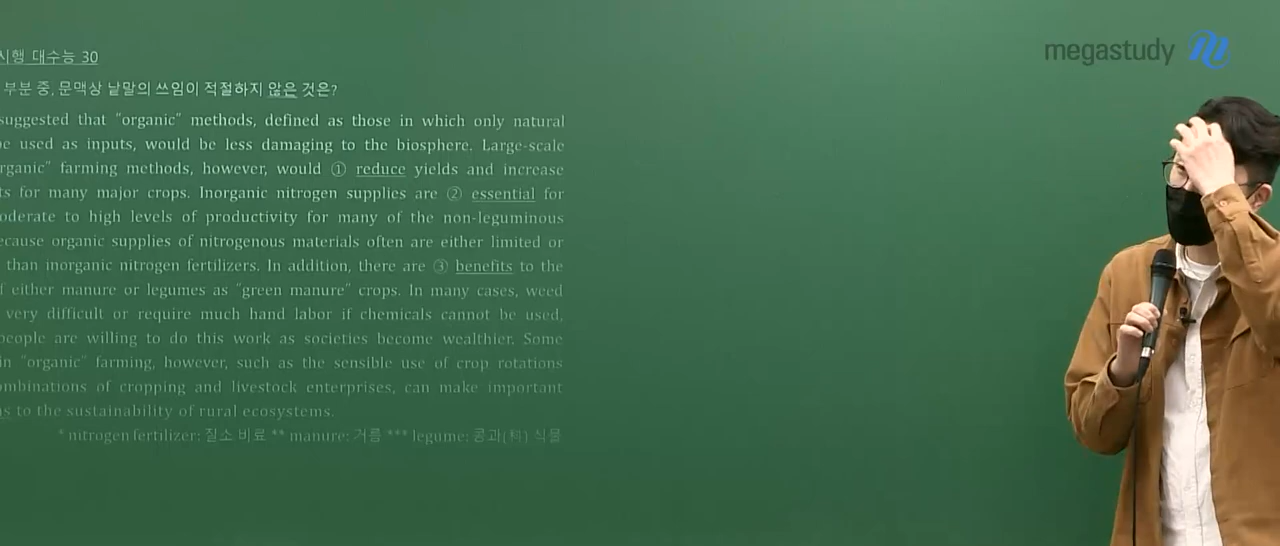 시행 대수능 30
부분 중, 문맥상 낱말의 쓰임이 적절하지 않은 것은?
suggested that “organic” methods, defined as those in which only natural
used as inputs, would be less damaging to the biosphere. Large-scale
farming methods, however, would ① reduce yields and increase
for many major crops. Inorganic nitrogen supplies are ② essential for
to high levels of productivity for many of the non-leguminous
organic supplies of nitrogenous materials often are either limited or
than inorganic nitrogen fertilizers. In addition, there are ③ benefits to the
either manure or legumes as “green manure” crops. In many cases, weed
very difficult or require much hand labor if chemicals cannot be used,
people are willing to do this work as societies become wealthier. Some
in “organic” farming, however, such as the sensible use of crop rotations
of cropping and livestock enterprises, can make important
to the sustainability of rural ecosystems.
* nitrogen fertilizer: 질소 비료 ** manure: 거름 *** legume: 콩과(科) 식물
megastudy